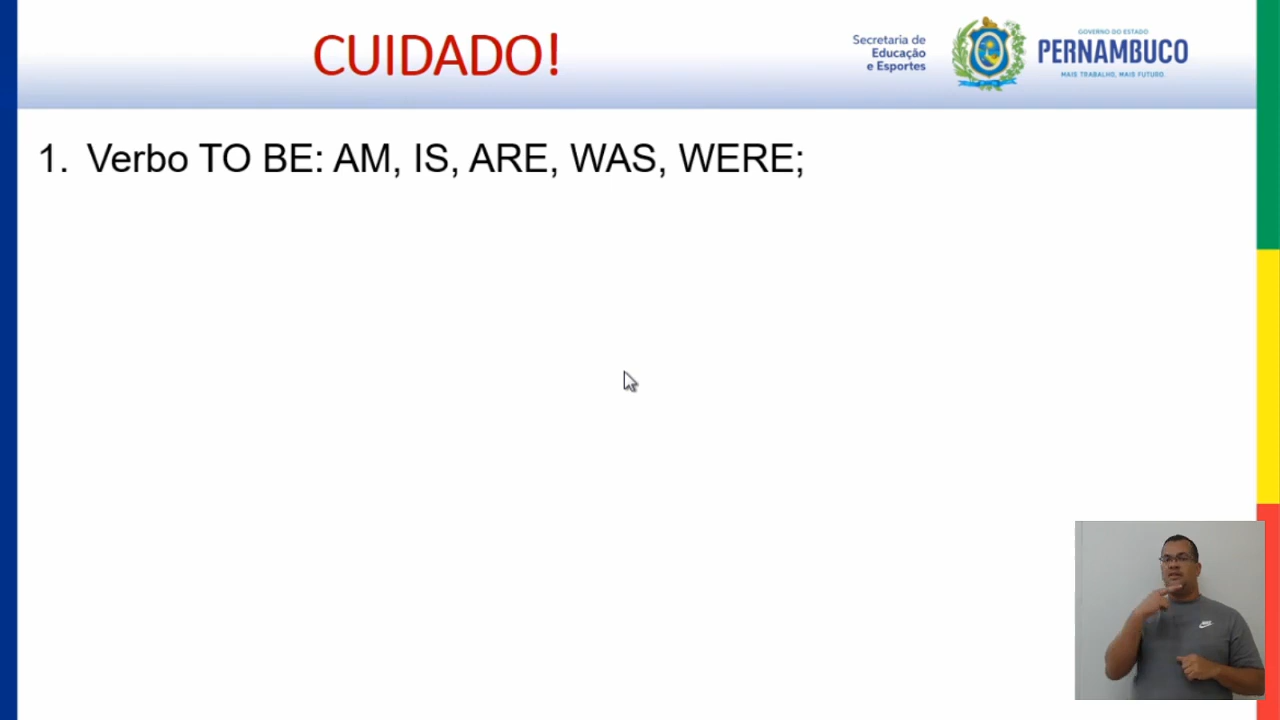 CUIDADO!
Secretaria de
Educação
e Esportes
GOVERNO DO ESTADO
PERNAMBUCO
MAIS TRABALHO, MAIS FUTURO.
1. Verbo TO BE: AM, IS, ARE, WAS, WERE;